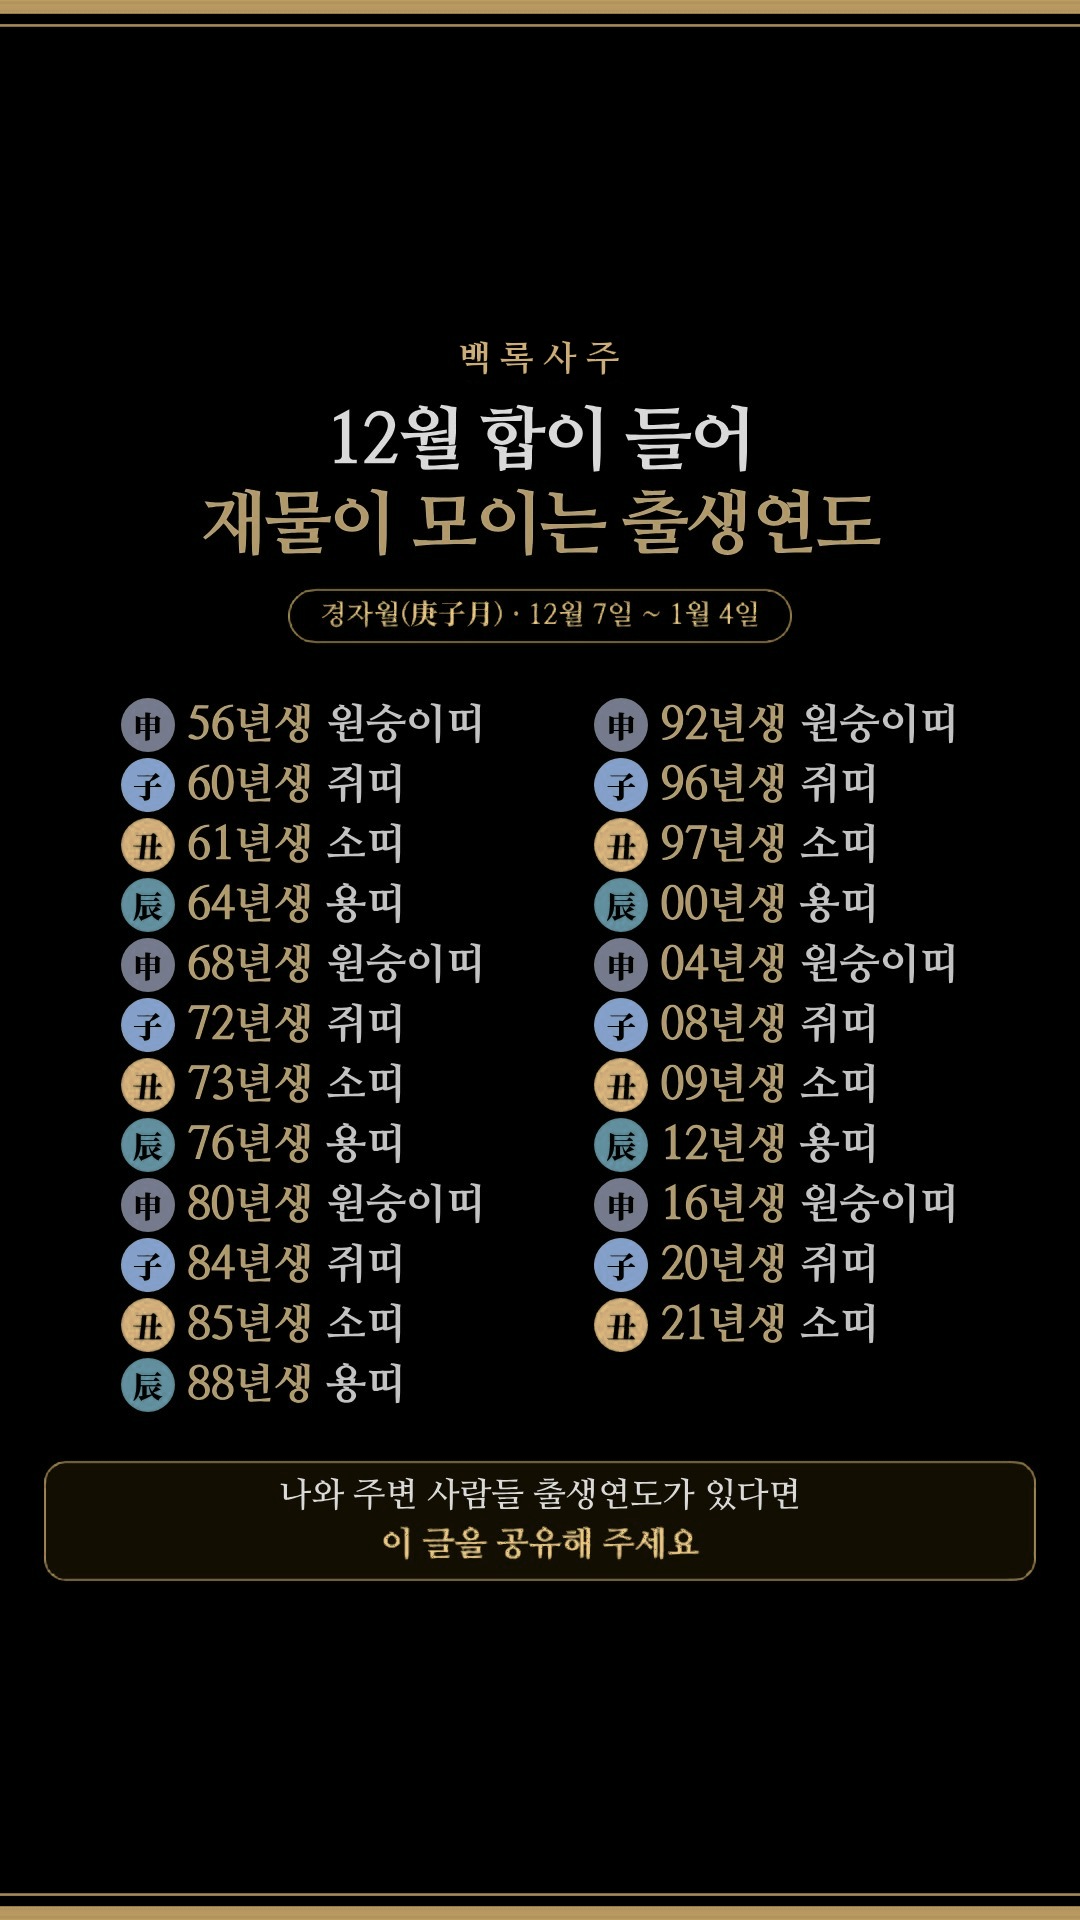 백록사주
12월 합이 들어
재물이 모이는 출생연도
경자월(庚子月) · 12월 7일 ~ 1월 4일
申 56년생 원숭이띠
子 60년생 쥐띠
丑 61년생 소띠
辰 64년생 용띠
申 68년생 원숭이띠
子 72년생 쥐띠
丑 73년생 소띠
辰 76년생 용띠
申 80년생 원숭이띠
子 84년생 쥐띠
丑 85년생 소띠
辰 88년생 용띠
申 92년생 원숭이띠
子 96년생 쥐띠
丑 97년생 소띠
辰 00년생 용띠
申 04년생 원숭이띠
子 08년생 쥐띠
丑 09년생 소띠
辰 12년생 용띠
申 16년생 원숭이띠
子 20년생 쥐띠
丑 21년생 소띠
나와 주변 사람들 출생연도가 있다면
이 글을 공유해 주세요